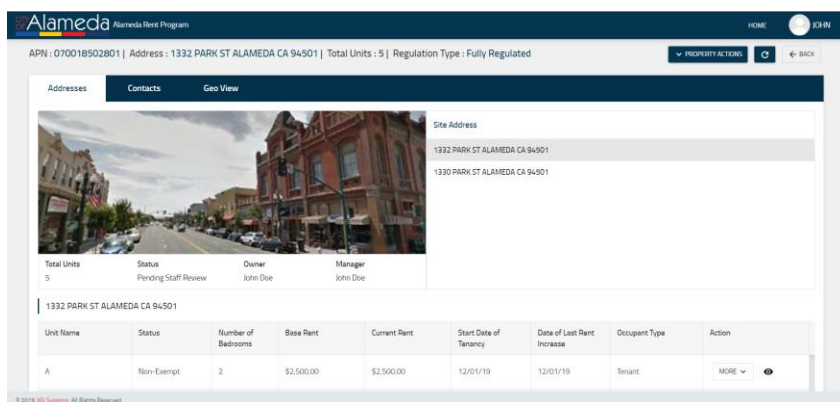 Alameda Alameda Rent Program
HOME
JOHN
APN : 070018502801 | Address : 1332 PARK ST ALAMEDA CA 94501 | Total Units : 5 | Regulation Type : Fully Regulated
PROPERTY ACTIONS
BACK
Addresses Contacts Geo View
Site Address
1332 PARK ST ALAMEDA CA 94501
1330 PARK ST ALAMEDA CA 94501
Total Units Status Owner Manager
5 Pending Staff Review John Doe John Doe
1332 PARK ST ALAMEDA CA 94501
Unit Name Status Number of Bedrooms Base Rent Current Rent Start Date of Tenancy Date of Last Rent Increase Occupant Type Action
A Non-Exempt 2 $2,500.00 $2,500.00 12/01/19 12/01/19 Tenant MORE
© 2019 3Di Systems. All Rights Reserved.